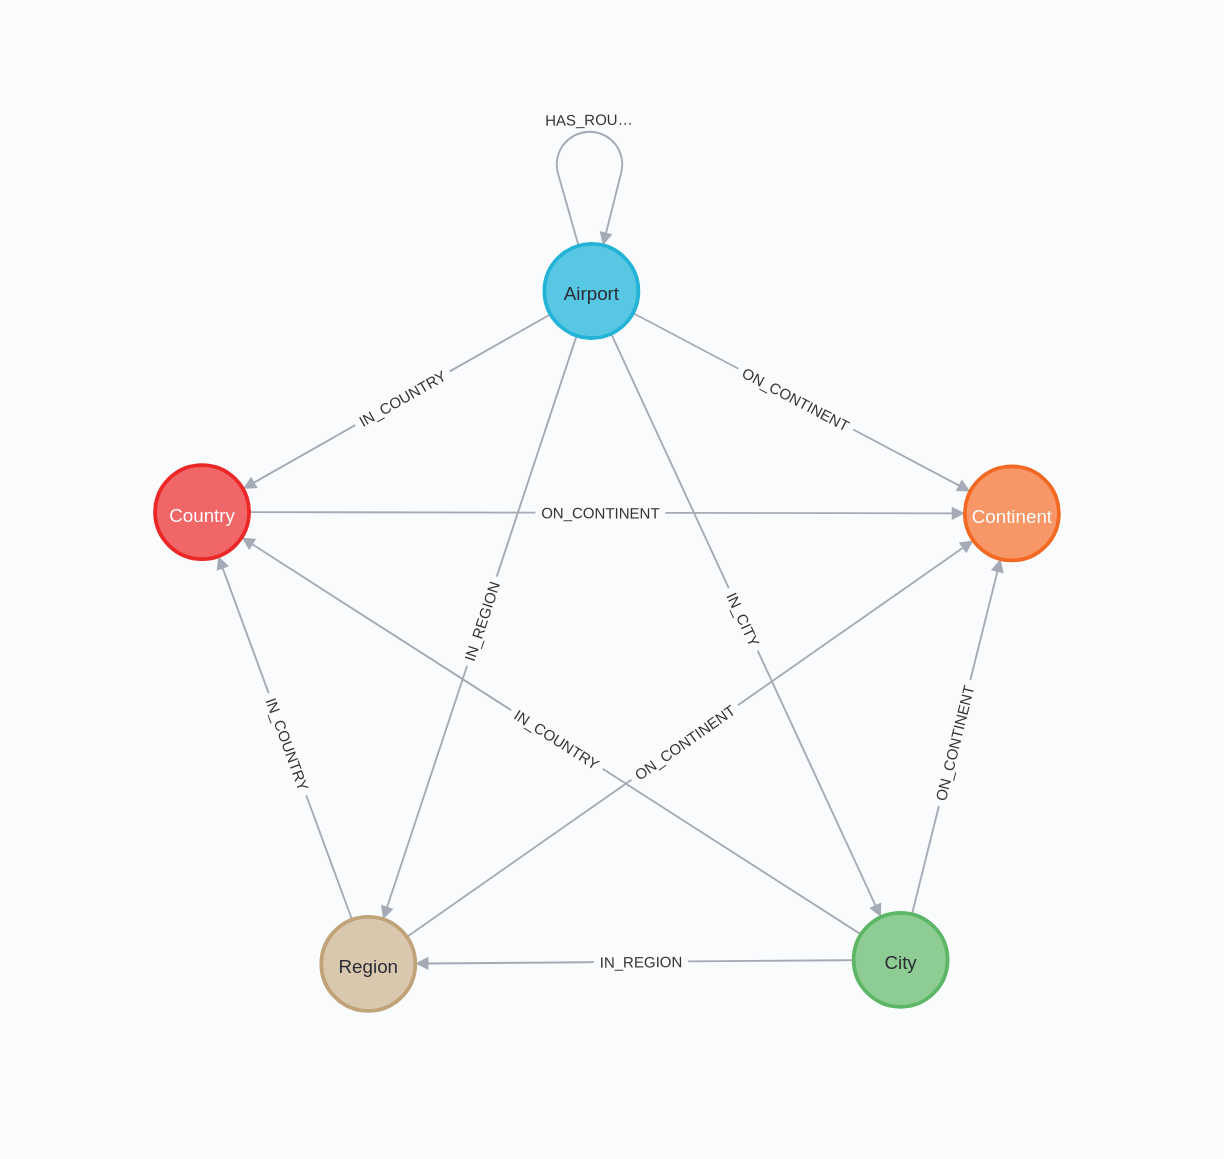 HAS_ROU…
Airport
IN_COUNTRY
ON_CONTINENT
Country
ON_CONTINENT
Continent
IN_REGION
IN_CITY
IN_COUNTRY
IN_COUNTRY
ON_CONTINENT
ON_CONTINENT
Region
IN_REGION
City